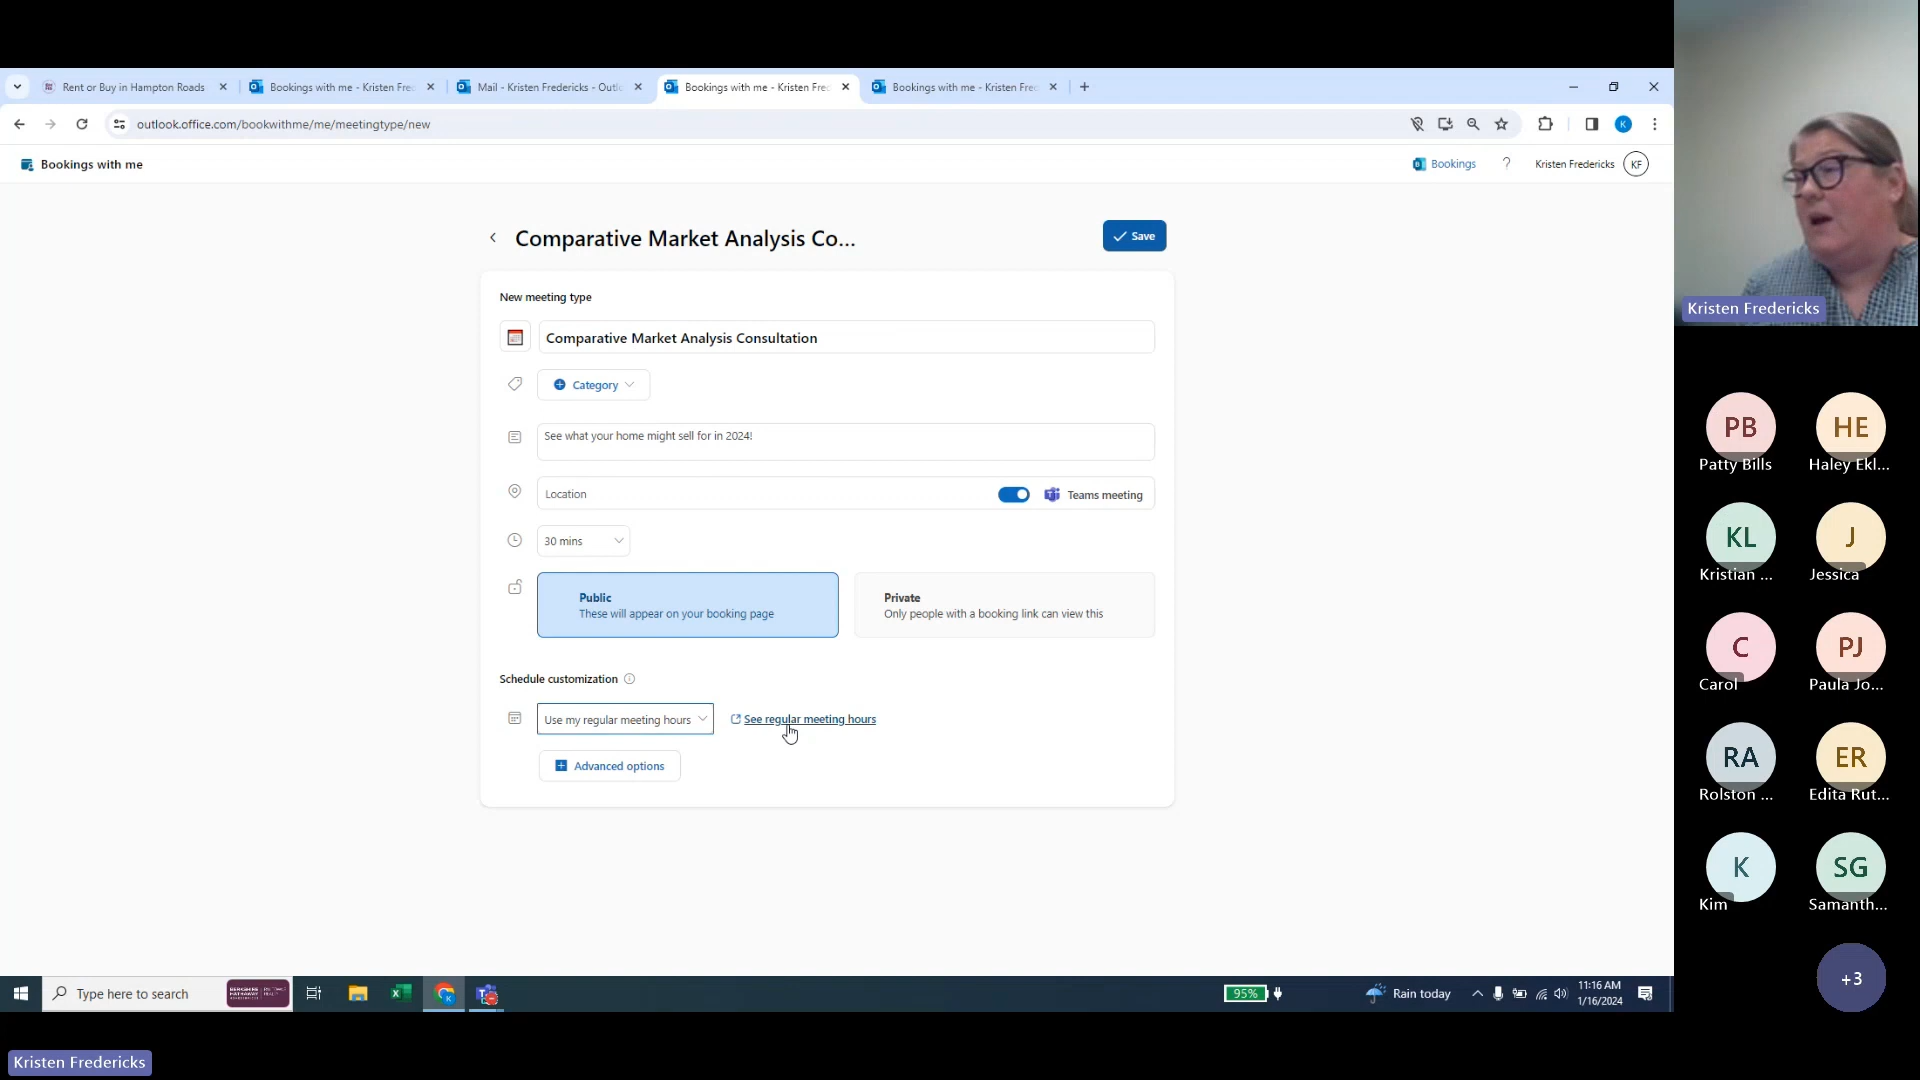 Rent or Buy in Hampton Roads
Bookings with me - Kristen Fre
Mail - Kristen Fredericks - Outlo
Bookings with me - Kristen Fre
Bookings with me - Kristen Fre
outlook.office.com/bookwithme/me/meetingtype/new
K
Bookings with me
Bookings
?
Kristen Fredericks
KF
Comparative Market Analysis Co...
Save
New meeting type
Comparative Market Analysis Consultation
Category
See what your home might sell for in 2024!
Location
Teams meeting
30 mins
Public
These will appear on your booking page
Private
Only people with a booking link can view this
Schedule customization
Use my regular meeting hours
See regular meeting hours
Advanced options
Kristen Fredericks
PB
Patty Bills
HE
Haley Ekl...
KL
Kristian ...
J
Jessica
C
Carol
PJ
Paula Jo...
RA
Rolston ...
ER
Edita Rut...
K
Kim
SG
Samanth...
+3
Type here to search
BERKSHIRE
HATHAWAY
95%
Rain today
11:16 AM
1/16/2024
Kristen Fredericks